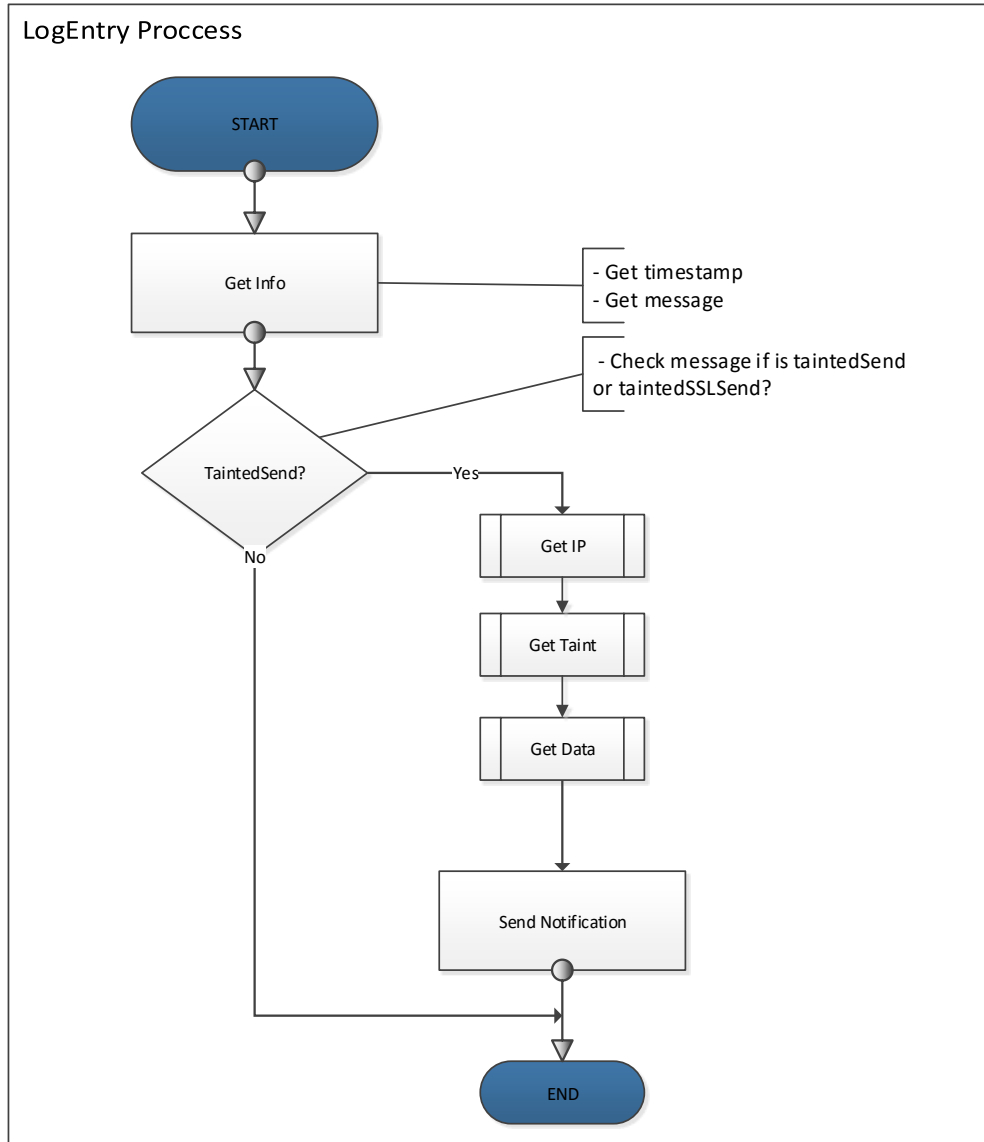 LogEntry Proccess
START
Get Info
- Get timestamp
- Get message
- Check message if is taintedSend
or taintedSSLSend?
TaintedSend?
Yes
No
Get IP
Get Taint
Get Data
Send Notification
END